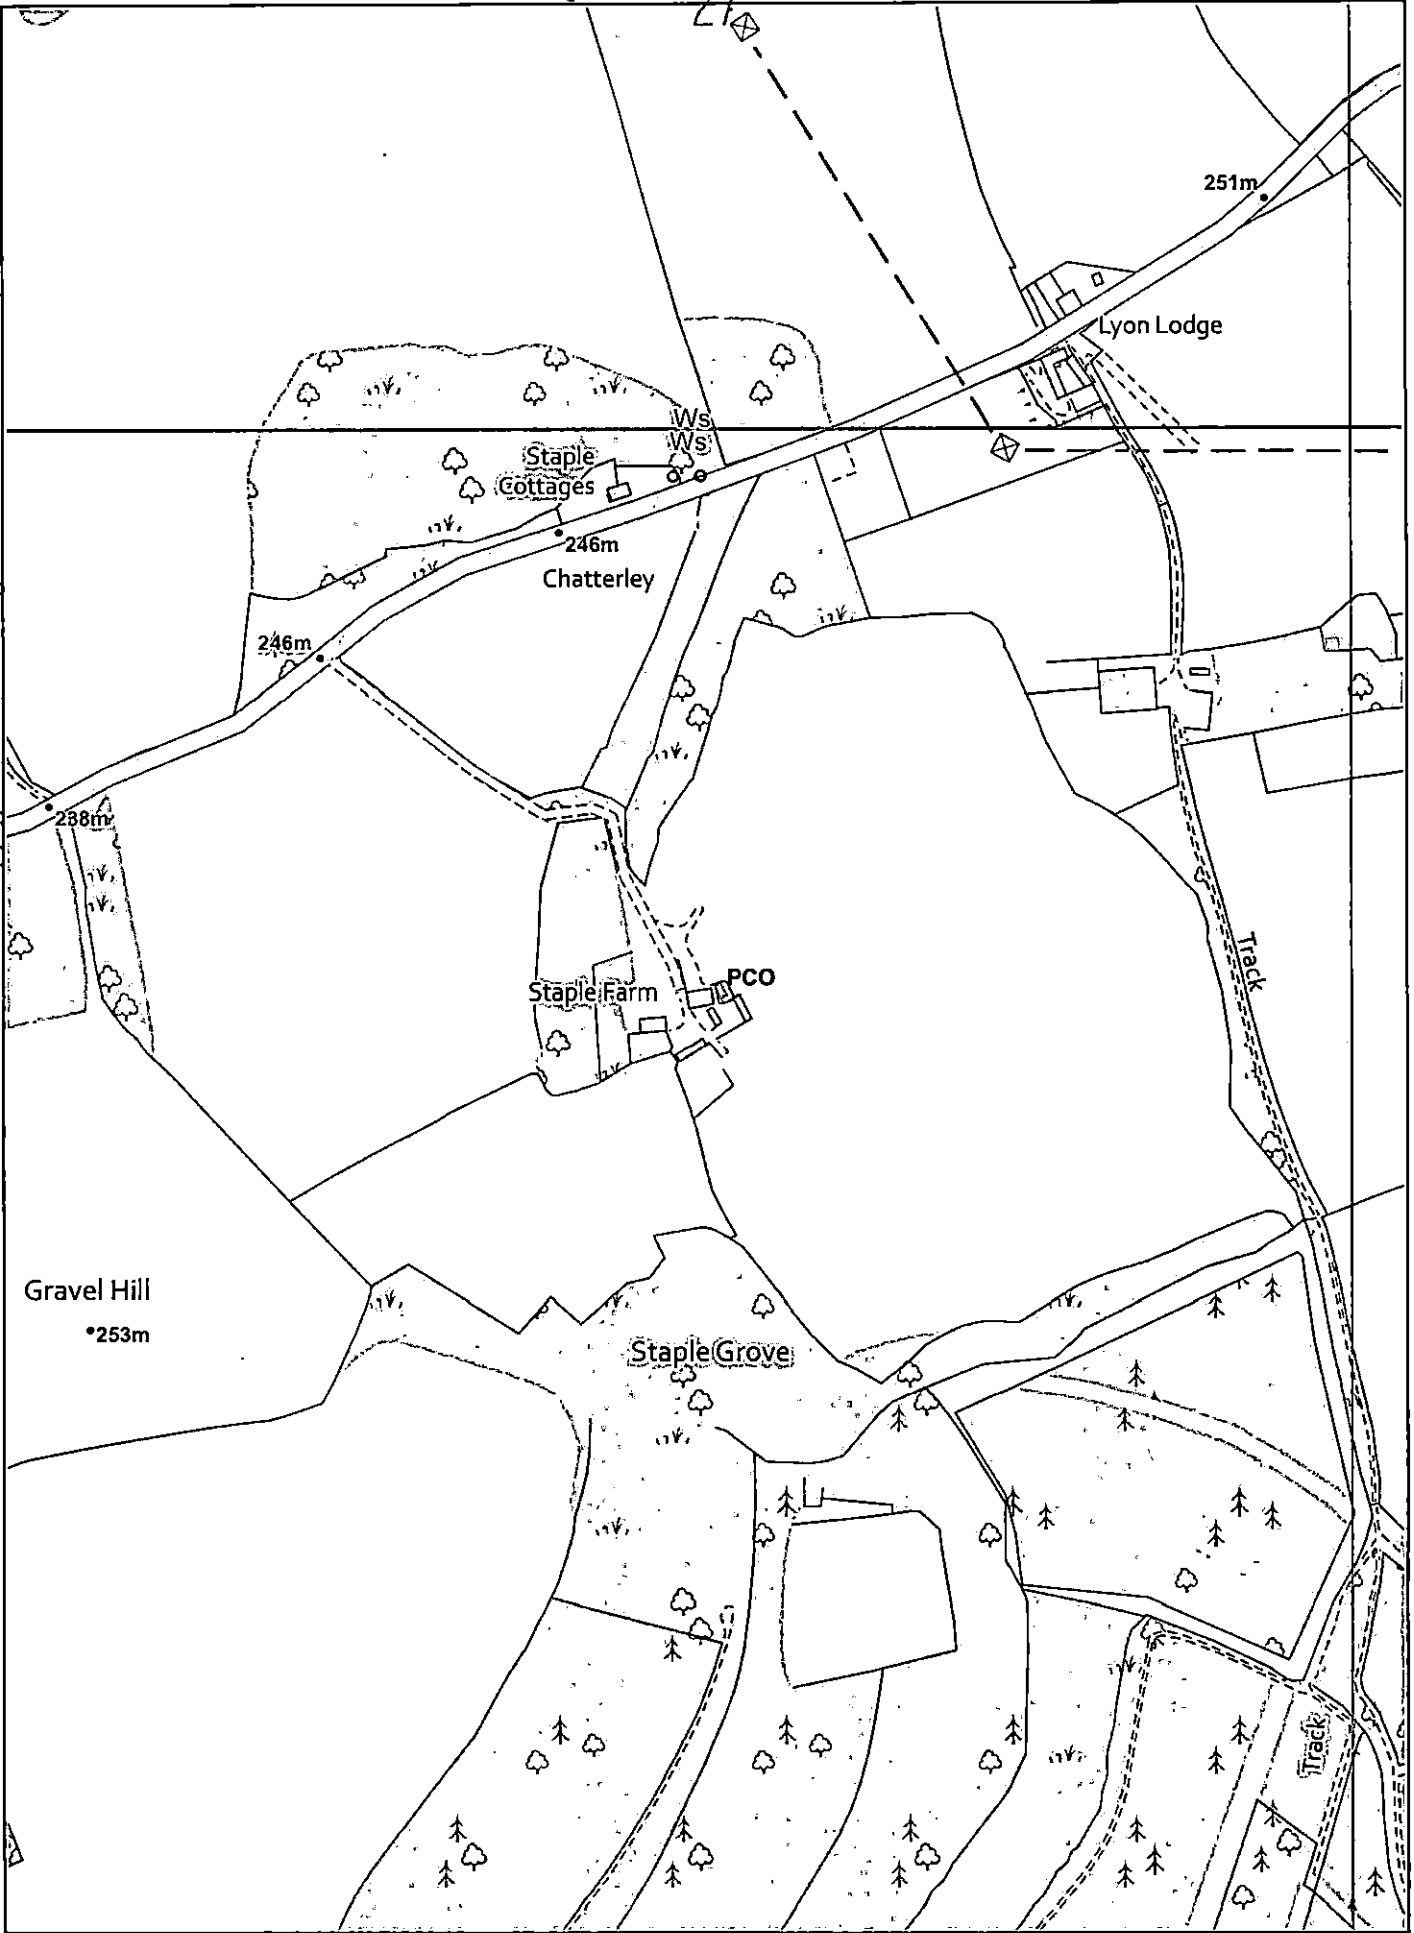 17
251m
Lyon Lodge
Ws
Ws
Staple
Cottages
246m
Chatterley
246m
238m
Track
PCO
Staple Farm
Gravel Hill
253m
Staple Grove
Track